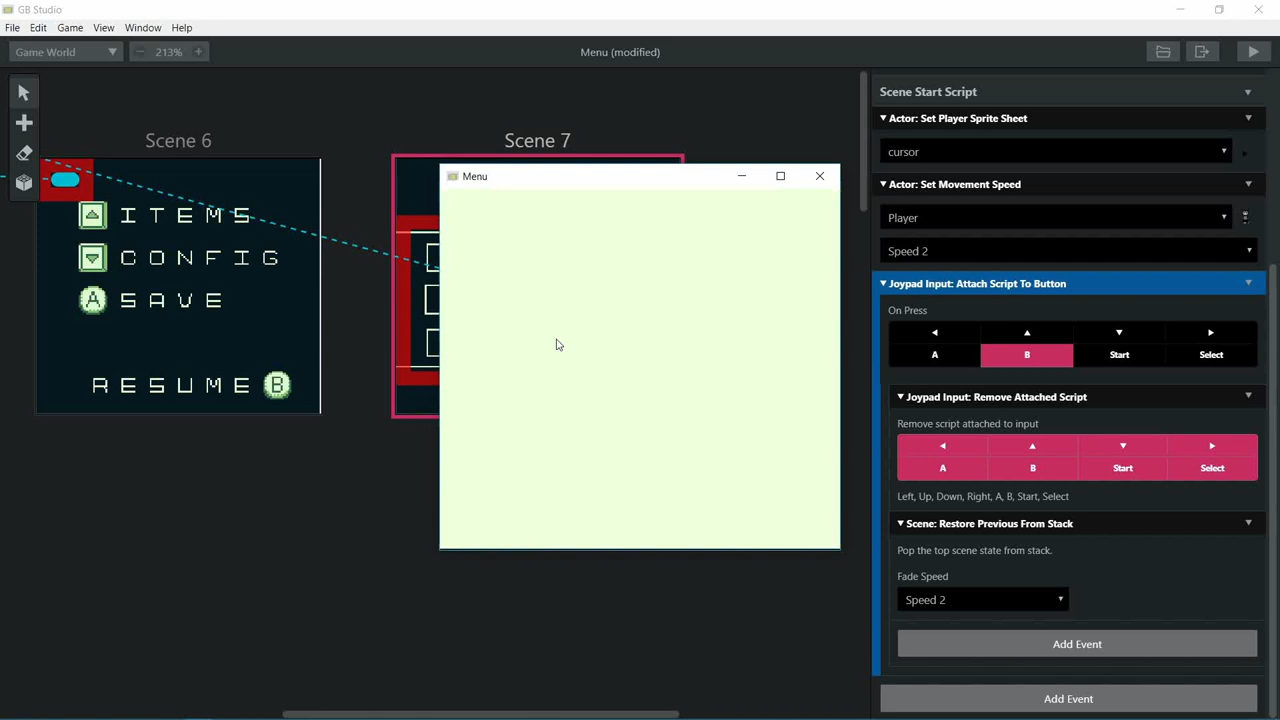 GB Studio
File Edit Game View Window Help
Game World
213%
Menu (modified)
Scene 6
ITEMS
CONFIG
A SAVE
RESUME B
Scene 7
Menu
Scene Start Script
Actor: Set Player Sprite Sheet
cursor
Actor: Set Movement Speed
Player
Speed 2
Joypad Input: Attach Script To Button
On Press
A B Start Select
Joypad Input: Remove Attached Script
Remove script attached to input
A B Start Select
Left, Up, Down, Right, A, B, Start, Select
Scene: Restore Previous From Stack
Pop the top scene state from stack.
Fade Speed
Speed 2
Add Event
Add Event